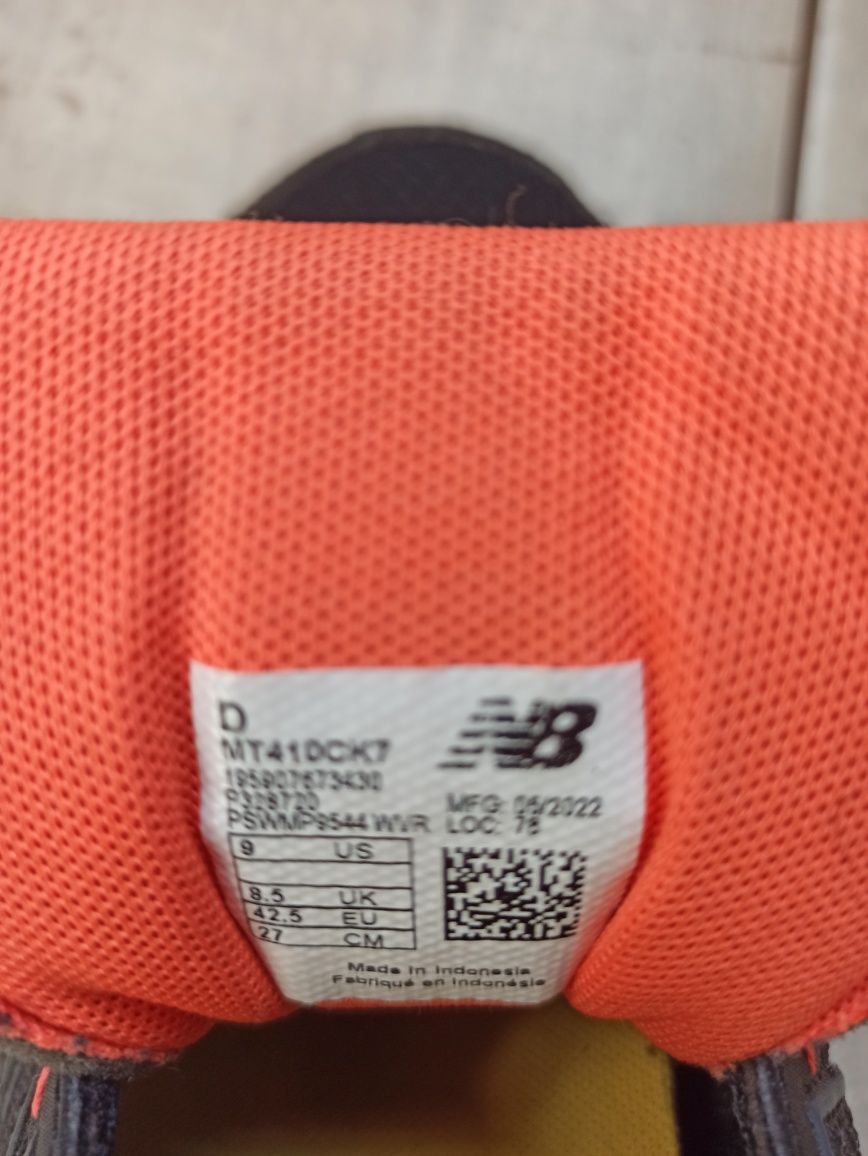 D
NB
MT410CK7
195907673430
P328720
PSWMP9544 WVR
MFG: 05/2022
LOC: 78
9 US
8.5 UK
42.5 EU
27 CM
Made in Indonesia
Fabriqué en Indonésie